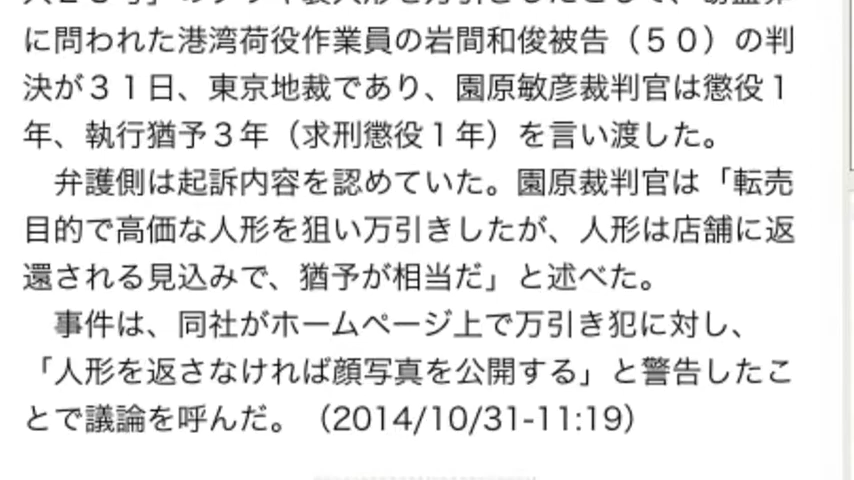 に問われた港湾荷役作業員の岩間和俊被告（５０）の判
決が３１日、東京地裁であり、園原敏彦裁判官は懲役１
年、執行猶予３年（求刑懲役１年）を言い渡した。
　弁護側は起訴内容を認めていた。園原裁判官は「転売
目的で高価な人形を狙い万引きしたが、人形は店舗に返
還される見込みで、猶予が相当だ」と述べた。
　事件は、同社がホームページ上で万引き犯に対し、
「人形を返さなければ顔写真を公開する」と警告したこ
とで議論を呼んだ。（2014/10/31-11:19）